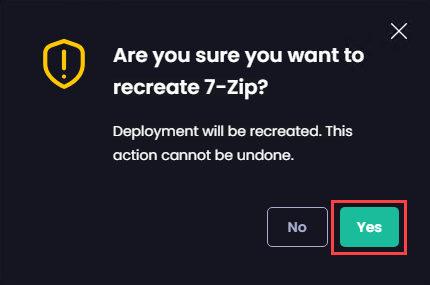 Are you sure you want to
recreate 7-Zip?
Deployment will be recreated. This
action cannot be undone.
No
Yes